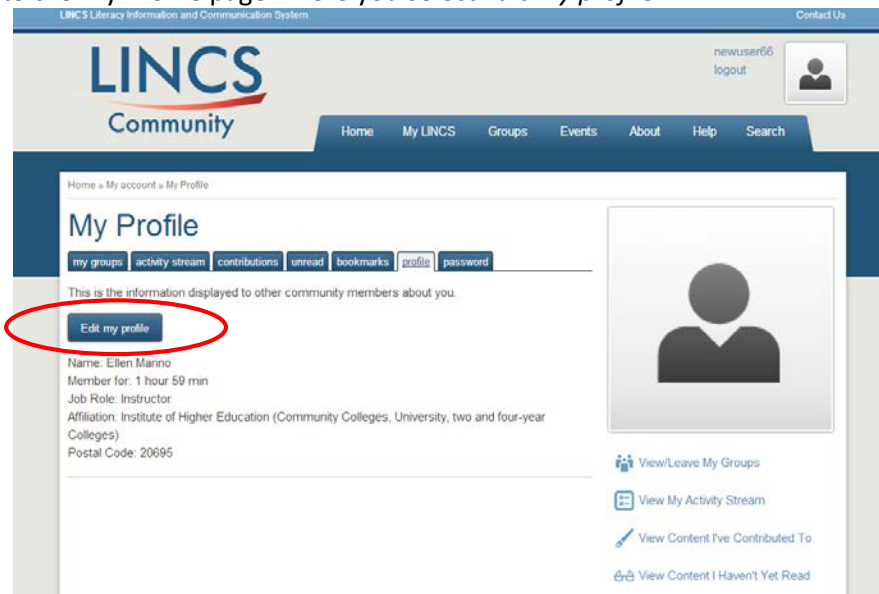 LINCS Literacy Information and Communication System
Contact Us
newuser66
logout
LINCS
Community
Home My LINCS Groups Events About Help Search
Home » My account » My Profile
My Profile
my groups activity stream contributions unread bookmarks profile password
This is the information displayed to other community members about you.
Edit my profile
Name: Ellen Marino
Member for: 1 hour 59 min
Job Role: Instructor
Affiliation: Institute of Higher Education (Community Colleges, University, two and four-year
Colleges)
Postal Code: 20695
View/Leave My Groups
View My Activity Stream
View Content I've Contributed To
View Content I Haven't Yet Read